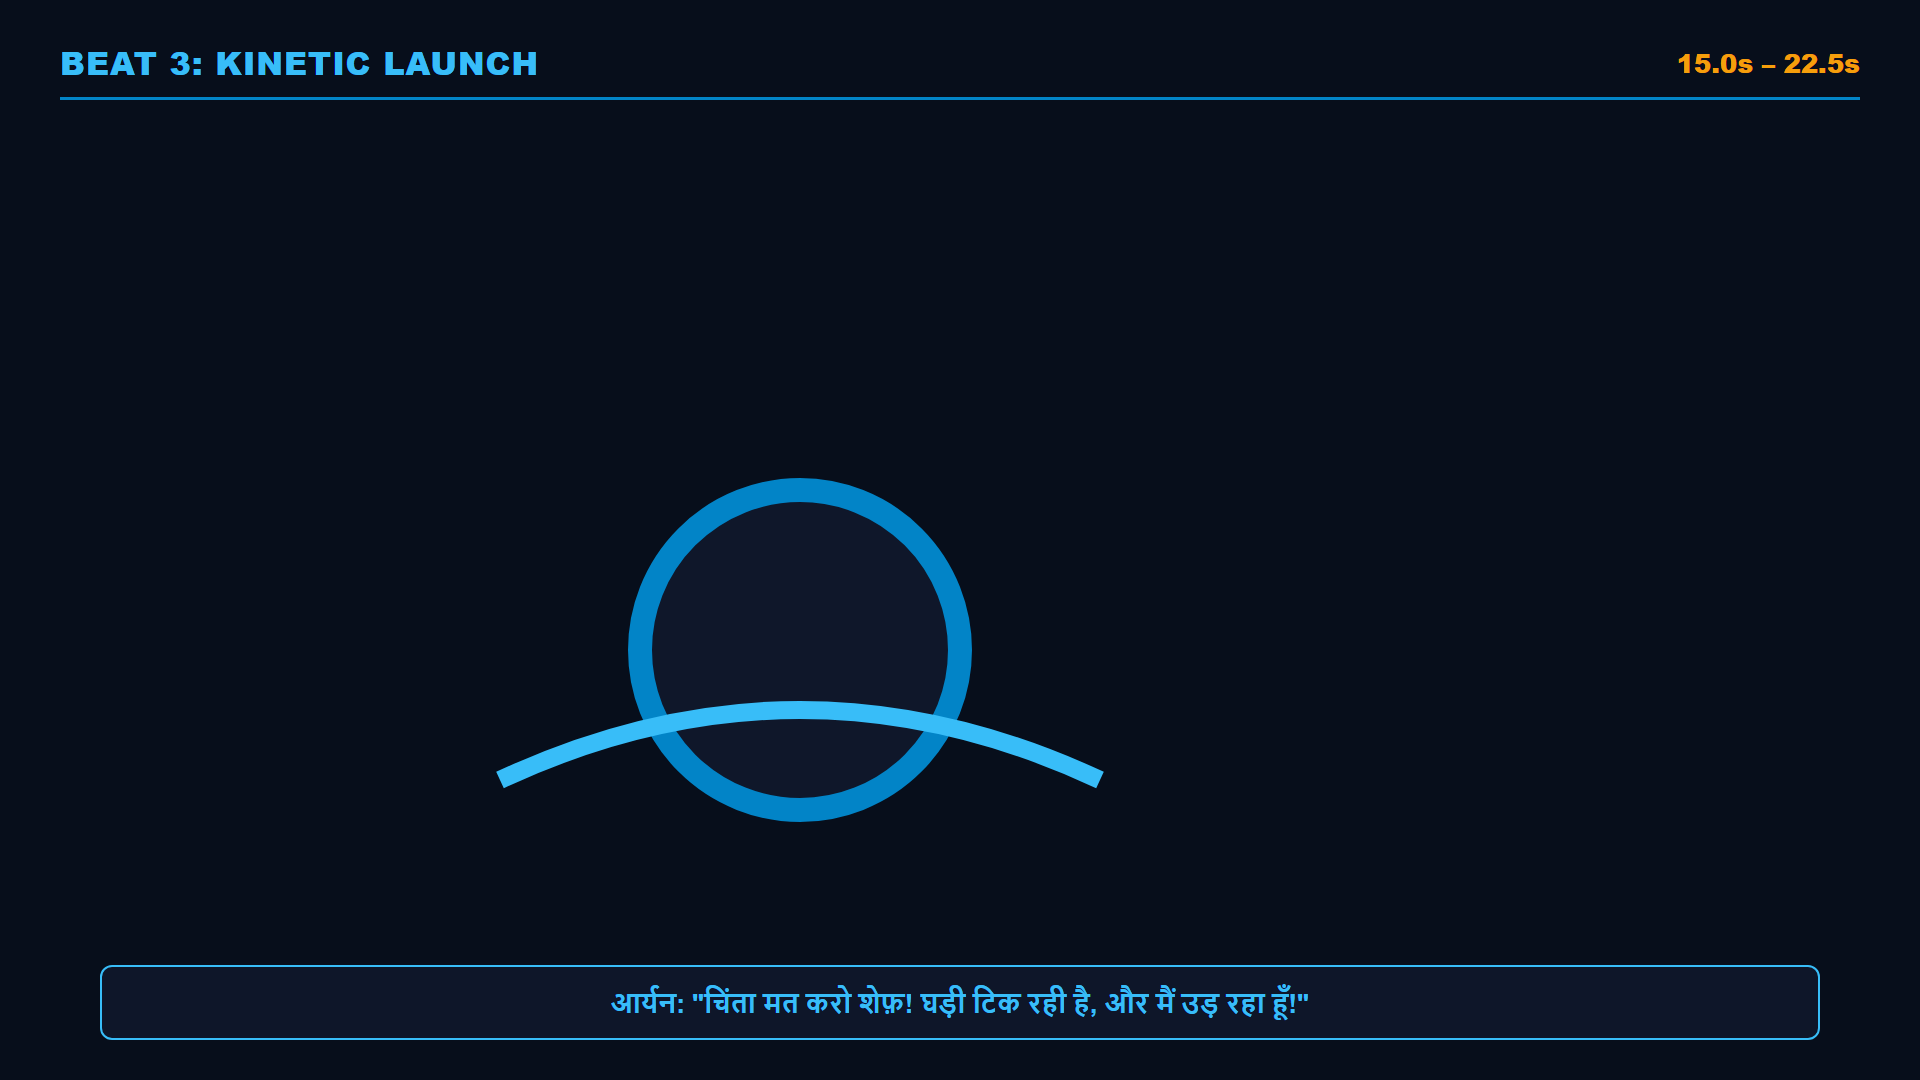 BEAT 3: KINETIC LAUNCH
15.0s – 22.5s
आर्यन: "चिंता मत करो शेफ़! घड़ी टिक रही है, और मैं उड़ रहा हूँ!"